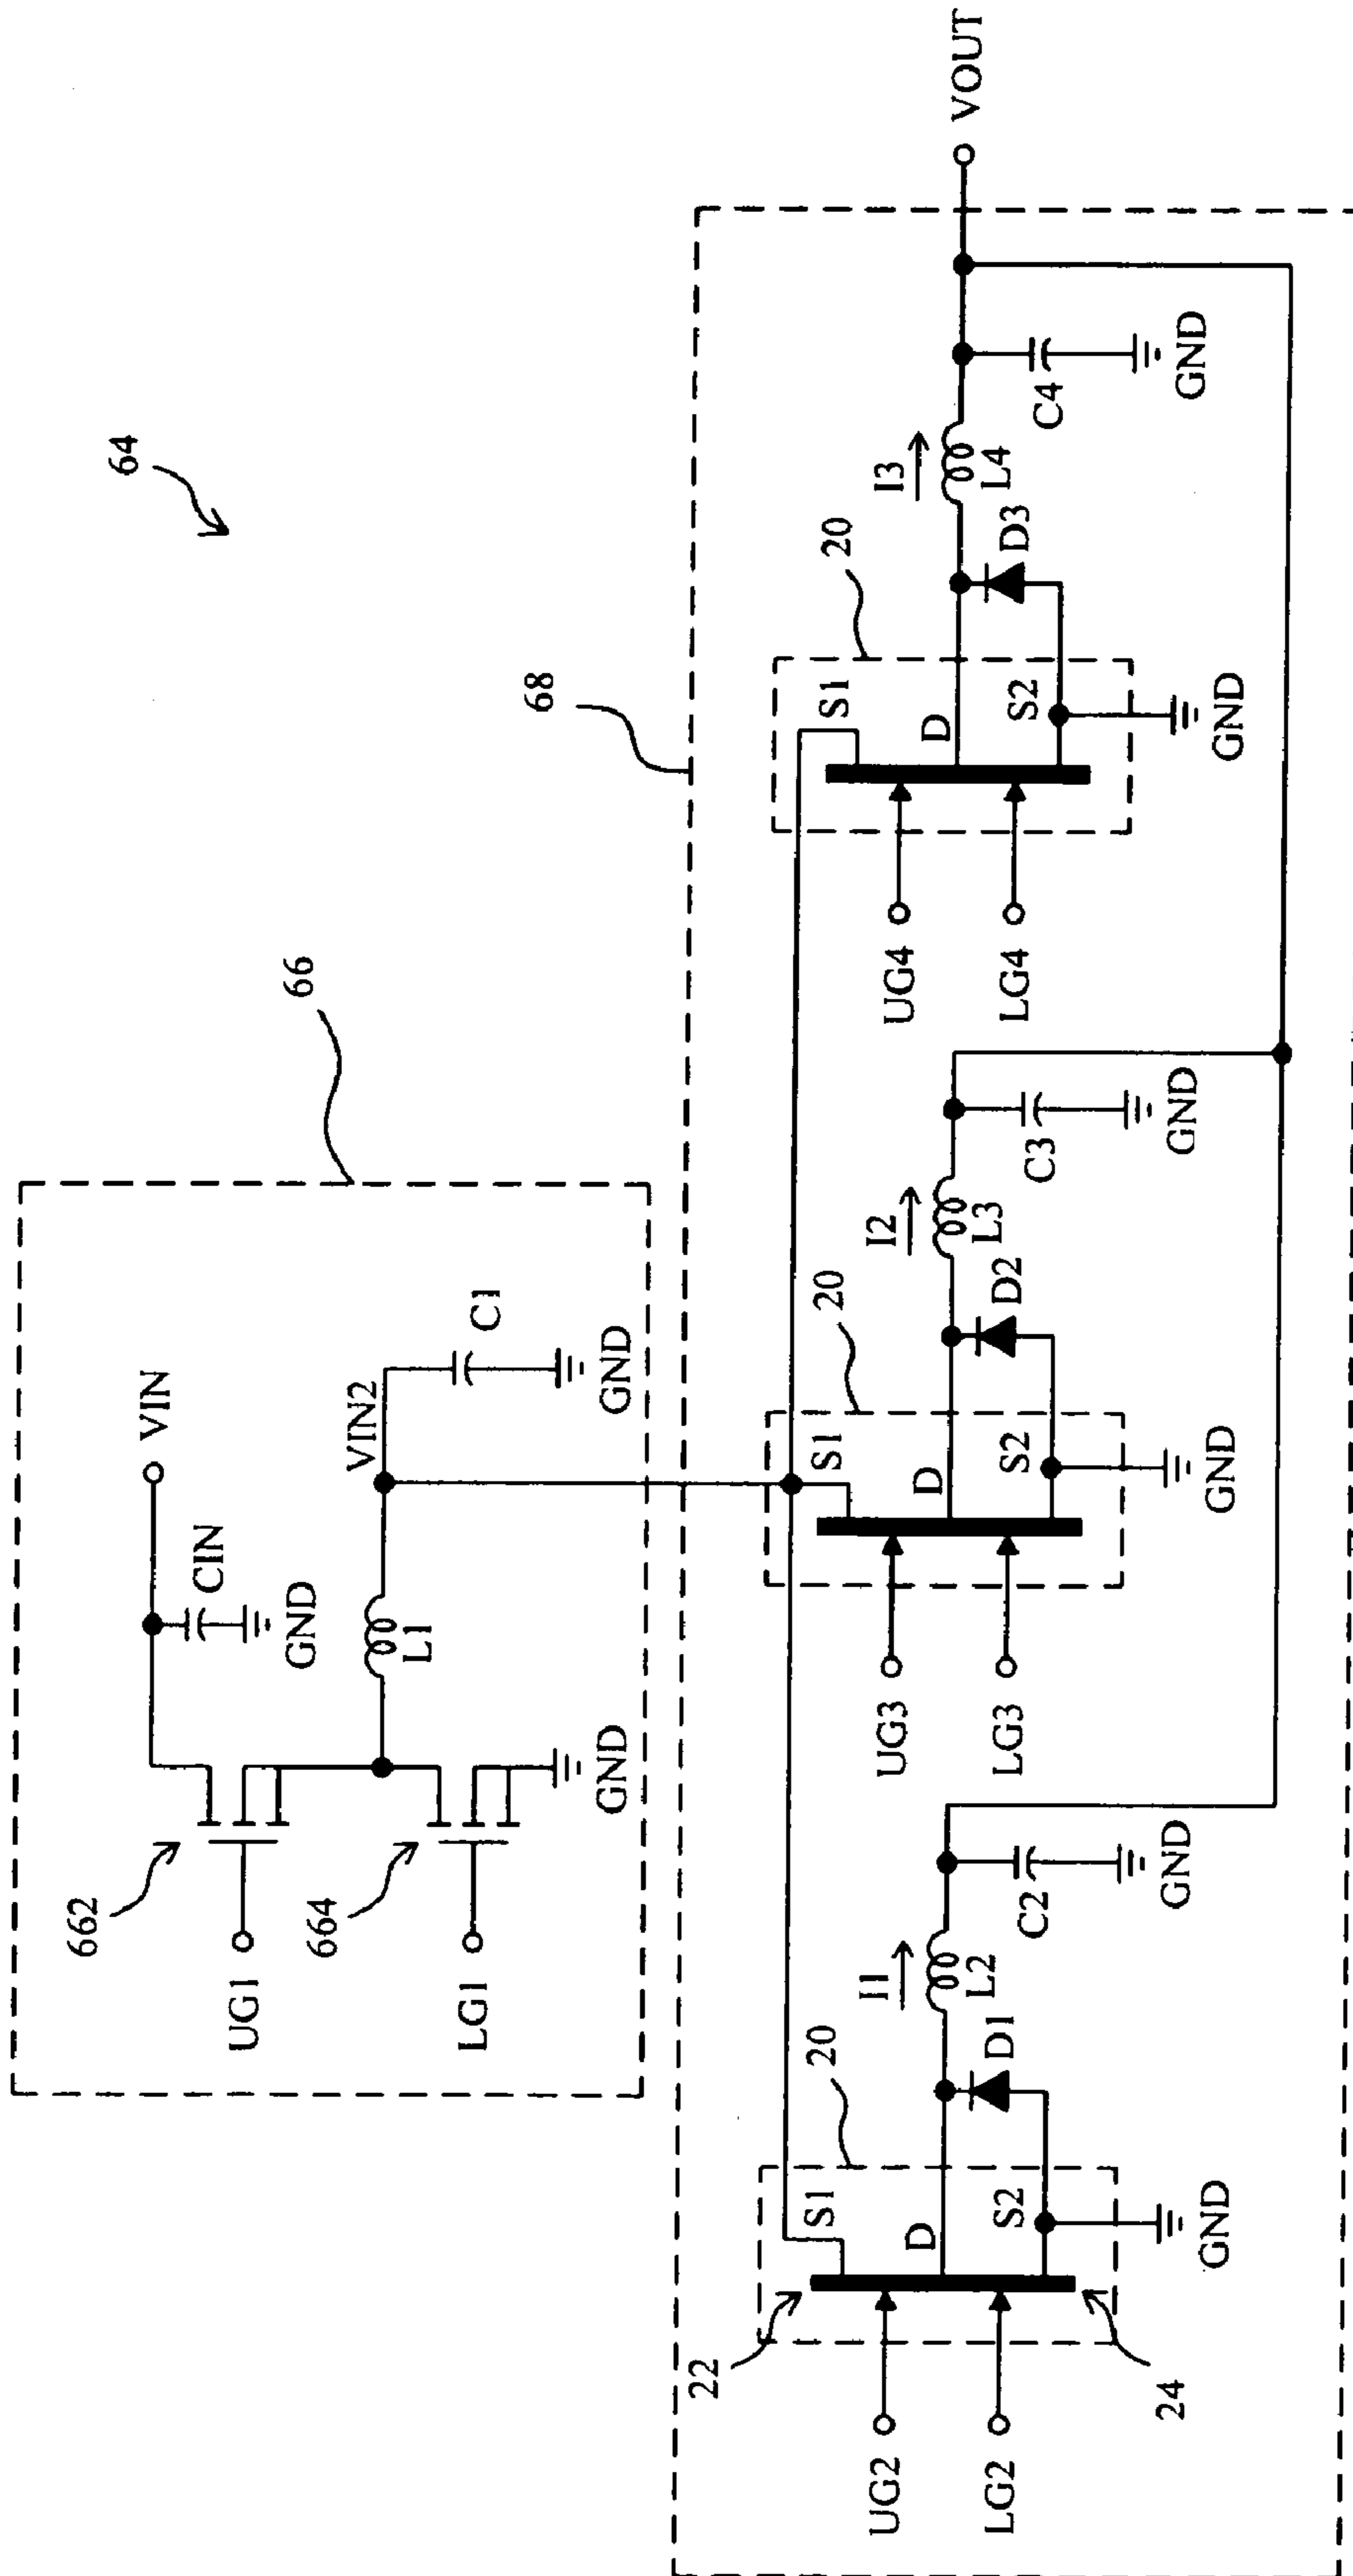 64
66
662
664
UG1
LG1
VIN
CIN
GND
L1
VIN2
C1
GND
GND
68
20
22
24
UG2
LG2
S1
D
S2
GND
D1
I1
L2
C2
GND
20
UG3
LG3
S1
D
S2
GND
D2
I2
L3
C3
GND
20
UG4
LG4
S1
D
S2
GND
D3
I3
L4
C4
GND
VOUT